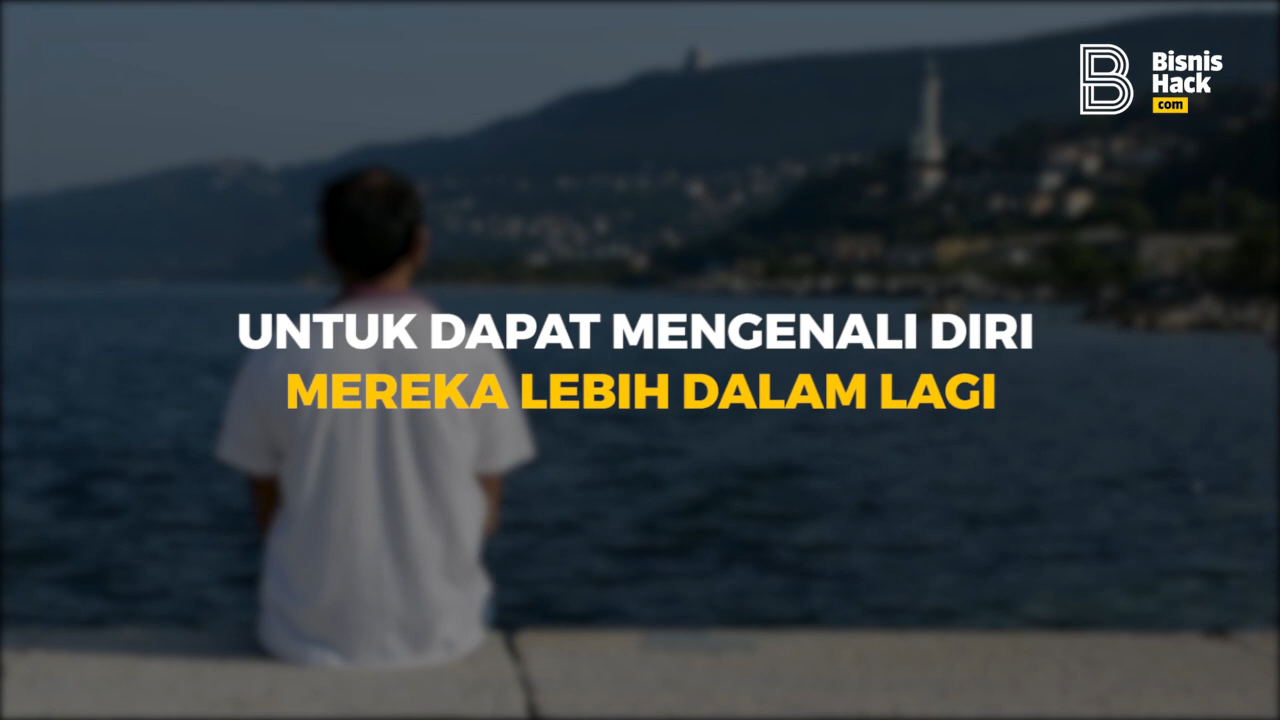 Bisnis
Hack
com
UNTUK DAPAT MENGENALI DIRI
MEREKA LEBIH DALAM LAGI